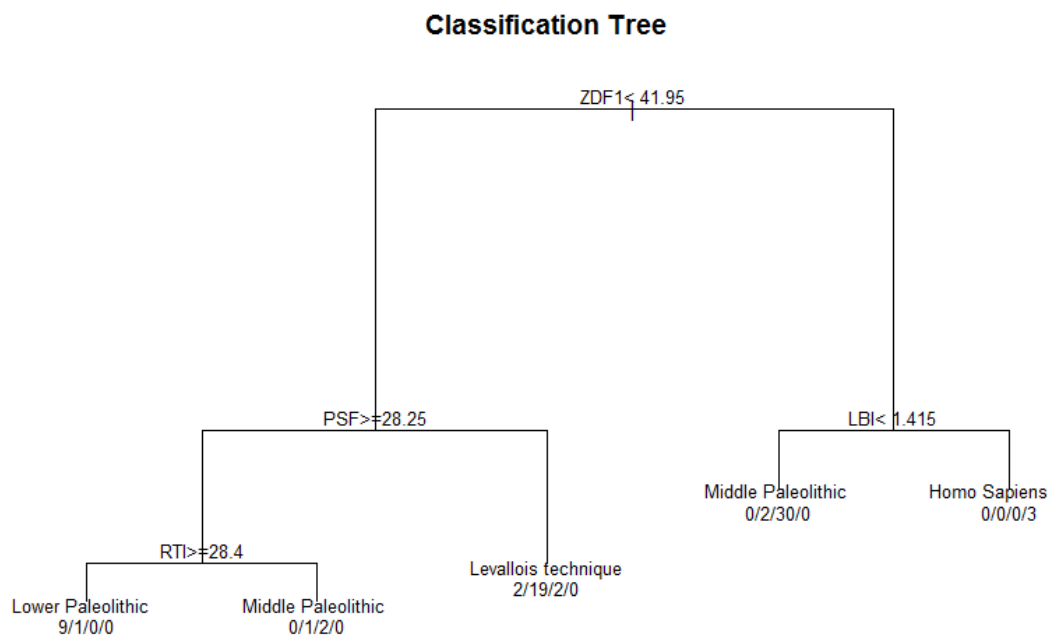 Classification Tree
ZDF1< 41.95
PSF>=28.25
LBI< 1.415
Middle Paleolithic
0/2/30/0
Homo Sapiens
0/0/0/3
RTI>=28.4
Levallois technique
2/19/2/0
Lower Paleolithic
9/1/0/0
Middle Paleolithic
0/1/2/0